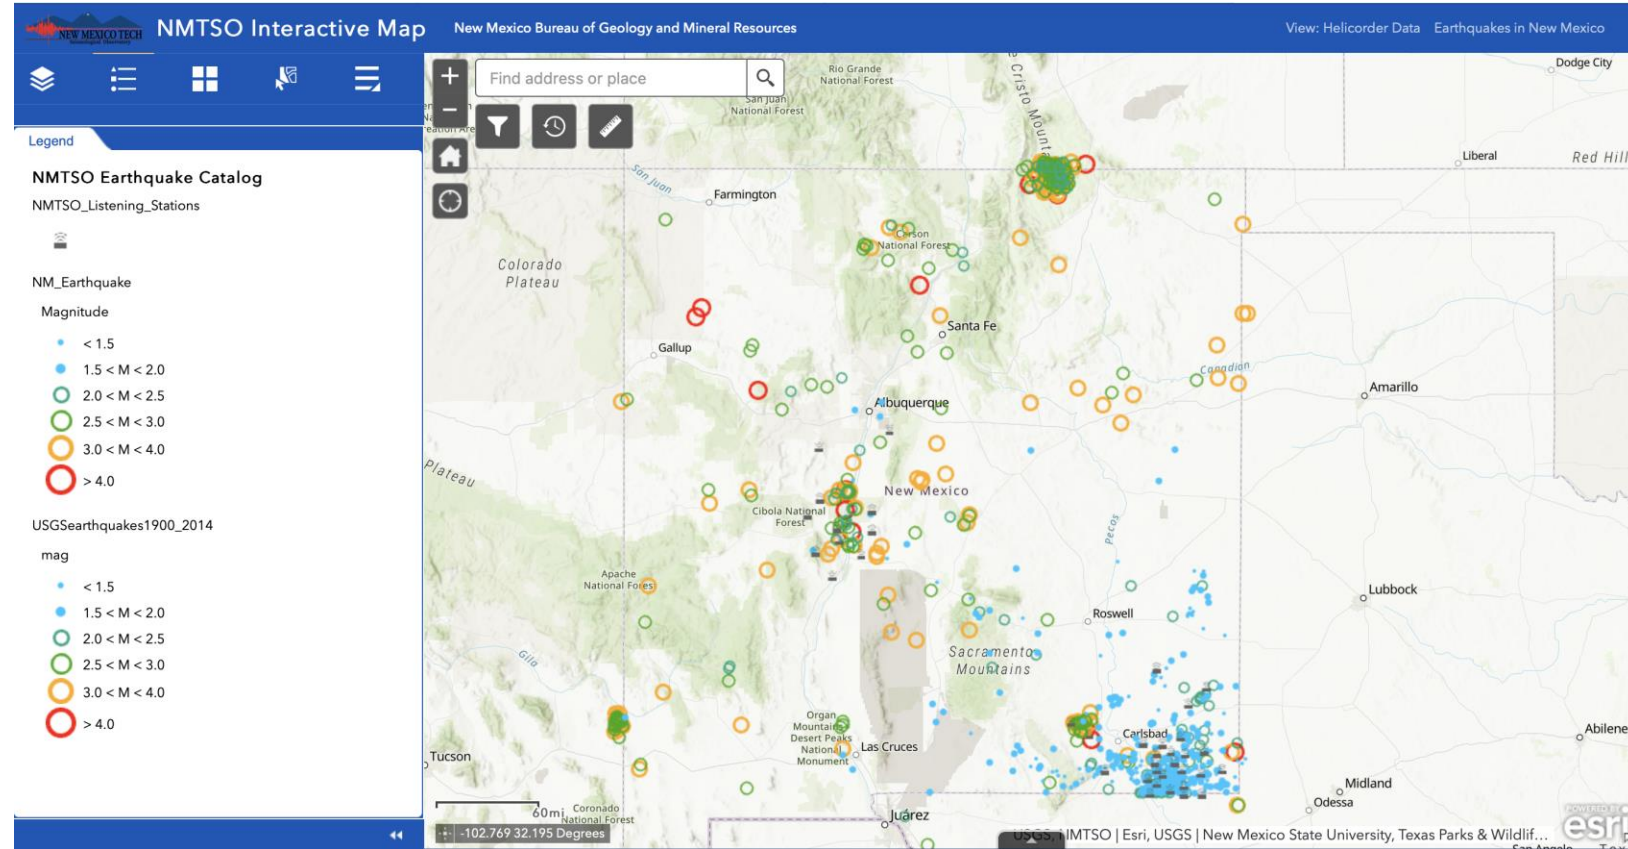 NEW MEXICO TECH
NMTSO Interactive Map
New Mexico Bureau of Geology and Mineral Resources
View: Helicorder Data
Earthquakes in New Mexico
Legend
NMTSO Earthquake Catalog
NMTSO_Listening_Stations
NM_Earthquake
Magnitude
< 1.5
1.5 < M < 2.0
2.0 < M < 2.5
2.5 < M < 3.0
3.0 < M < 4.0
> 4.0
USGSearthquakes1900_2014
mag
< 1.5
1.5 < M < 2.0
2.0 < M < 2.5
2.5 < M < 3.0
3.0 < M < 4.0
> 4.0
+
−
Find address or place
Rio Grande
National Forest
San Juan
National Forest
e Cristo Mounta
Dodge City
Liberal
Red Hill
San Juan
Farmington
Carson
National Forest
Colorado
Plateau
Santa Fe
Gallup
Canadian
Amarillo
Albuquerque
Plateau
New Mexico
Cibola National
Forest
Pecos
Apache
National Fores
Lubbock
Roswell
Gila
Sacramento
Mountains
Organ
Mountains
Desert Peaks
National
Monument
Las Cruces
Carlsbad
Abilene
Tucson
Midland
Odessa
60mi
Coronado
National Forest
Juárez
-102.769 32.195 Degrees
USGS, NMTSO | Esri, USGS | New Mexico State University, Texas Parks & Wildlif...
POWERED BY
esri
San Angelo